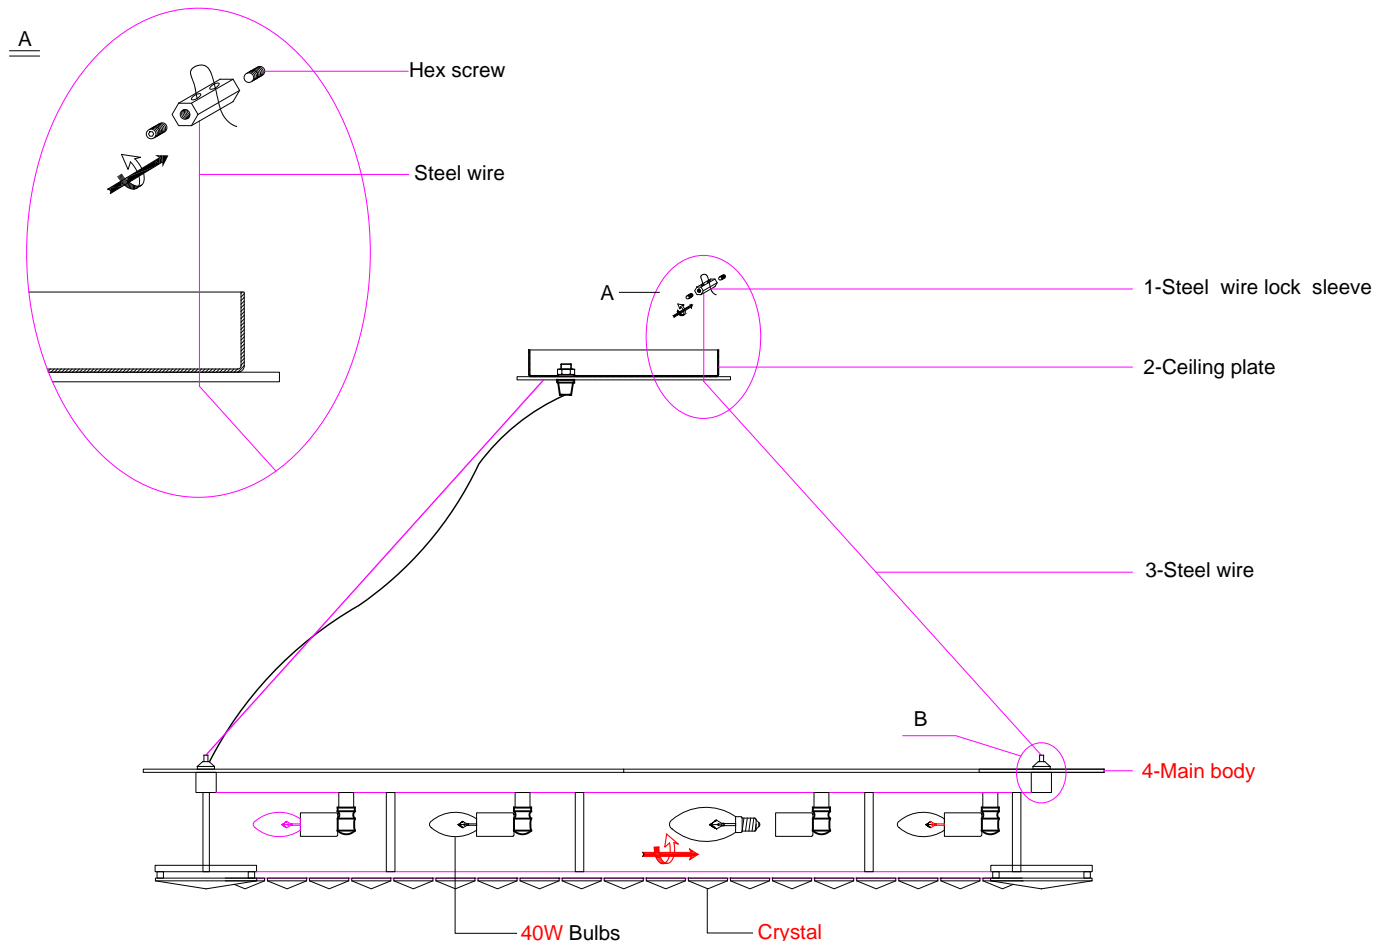 A
Hex screw
Steel wire
A
1-Steel wire lock sleeve
2-Ceiling plate
3-Steel wire
B
4-Main body
40W Bulbs
Crystal